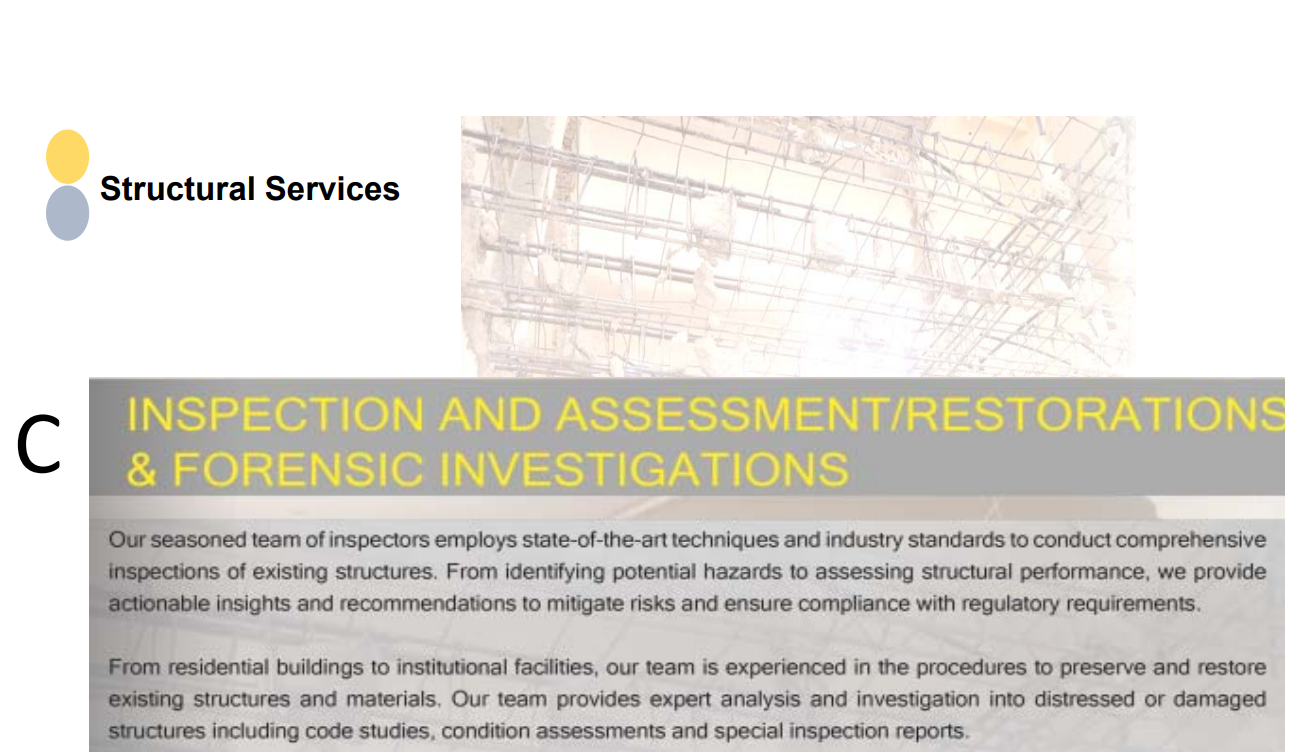 Structural Services
C
INSPECTION AND ASSESSMENT/RESTORATIONS
& FORENSIC INVESTIGATIONS
Our seasoned team of inspectors employs state-of-the-art techniques and industry standards to conduct comprehensive
inspections of existing structures. From identifying potential hazards to assessing structural performance, we provide
actionable insights and recommendations to mitigate risks and ensure compliance with regulatory requirements.
From residential buildings to institutional facilities, our team is experienced in the procedures to preserve and restore
existing structures and materials. Our team provides expert analysis and investigation into distressed or damaged
structures including code studies, condition assessments and special inspection reports.